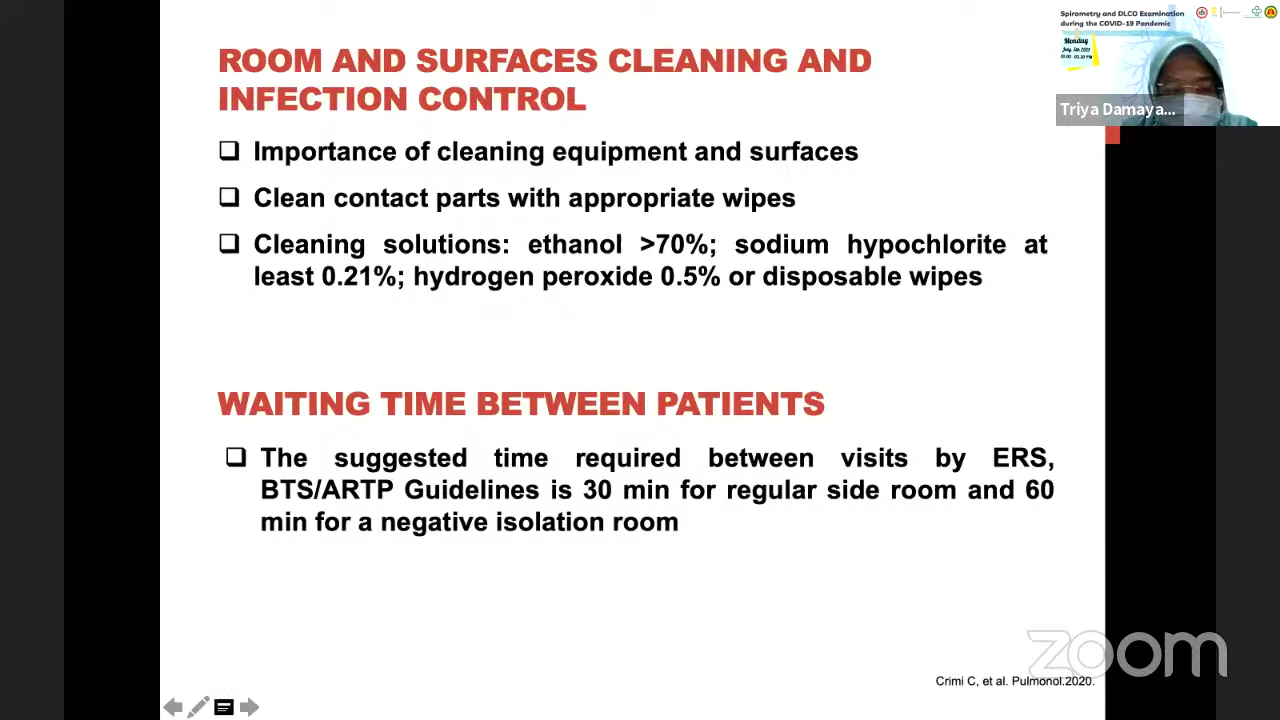 ROOM AND SURFACES CLEANING AND
INFECTION CONTROL
Importance of cleaning equipment and surfaces
Clean contact parts with appropriate wipes
Cleaning solutions: ethanol >70%; sodium hypochlorite at
least 0.21%; hydrogen peroxide 0.5% or disposable wipes
WAITING TIME BETWEEN PATIENTS
The suggested time required between visits by ERS,
BTS/ARTP Guidelines is 30 min for regular side room and 60
min for a negative isolation room
Crimi C, et al. Pulmonol.2020.
Spirometry and DLCO Examination
during the COVID-19 Pandemic
Monday
Triya Damaya...
zoom